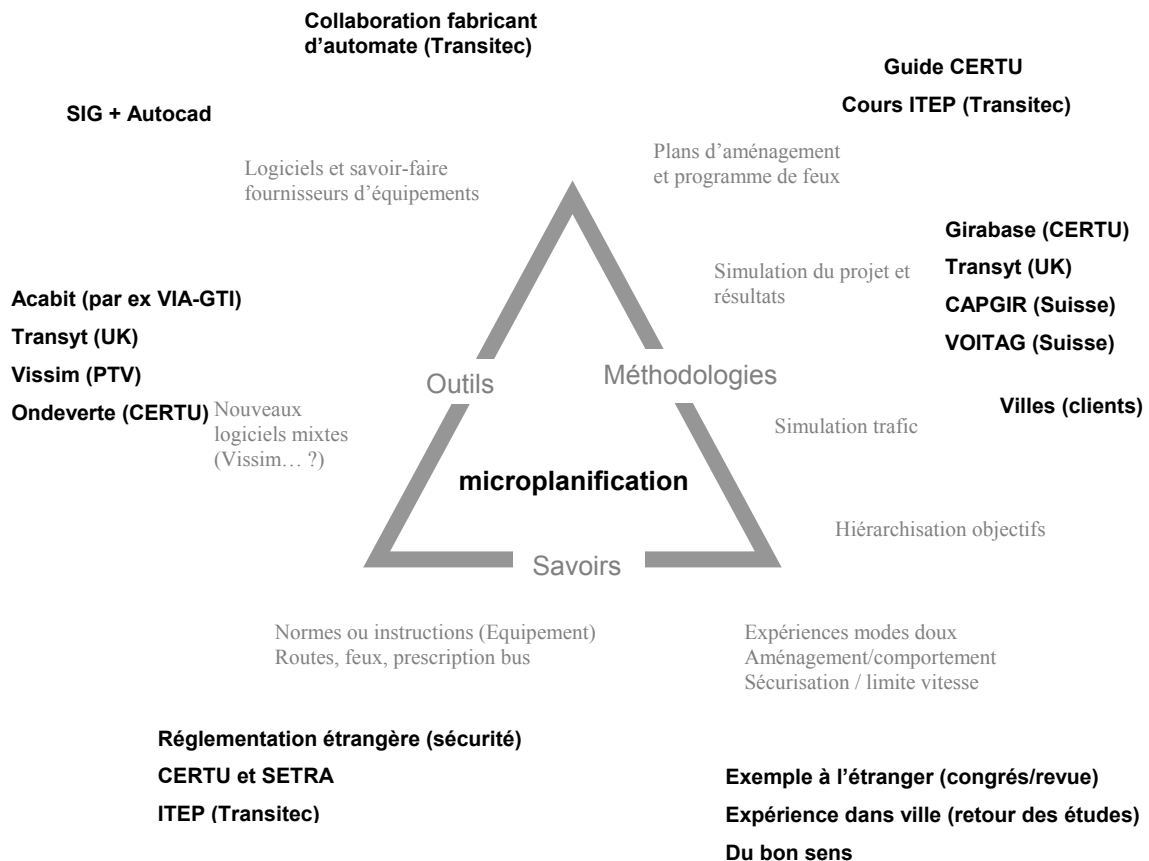 Collaboration fabricant
d'automate (Transitec)
Guide CERTU
Cours ITEP (Transitec)
SIG + Autocad
Plans d'aménagement
et programme de feux
Logiciels et savoir-faire
fournisseurs d'équipements
Girabase (CERTU)
Transyt (UK)
CAPGIR (Suisse)
VOITAG (Suisse)
Simulation du projet et
résultats
Acabit (par ex VIA-GTI)
Transyt (UK)
Vissim (PTV)
Ondeverte (CERTU)
Outils
Méthodologies
Nouveaux
logiciels mixtes
(Vissim… ?)
Villes (clients)
Simulation trafic
microplanification
Hiérarchisation objectifs
Savoirs
Normes ou instructions (Equipement)
Routes, feux, prescription bus
Expériences modes doux
Aménagement/comportement
Sécurisation / limite vitesse
Réglementation étrangère (sécurité)
CERTU et SETRA
ITEP (Transitec)
Exemple à l'étranger (congrés/revue)
Expérience dans ville (retour des études)
Du bon sens